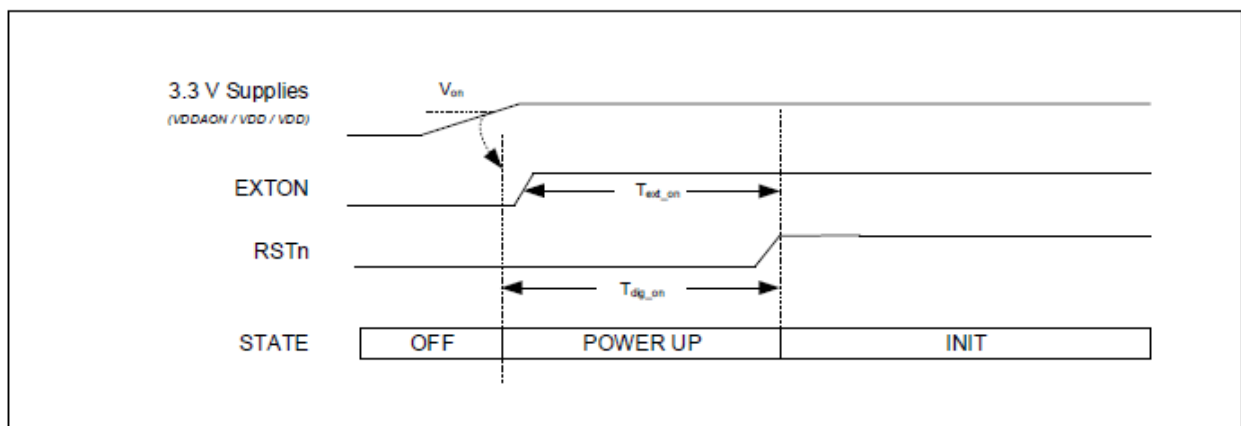 3.3 V Supplies
(VDDAON / VDD / VDD)
Von
EXTON
Text_on
RSTn
Tdig_on
STATE
OFF
POWER UP
INIT